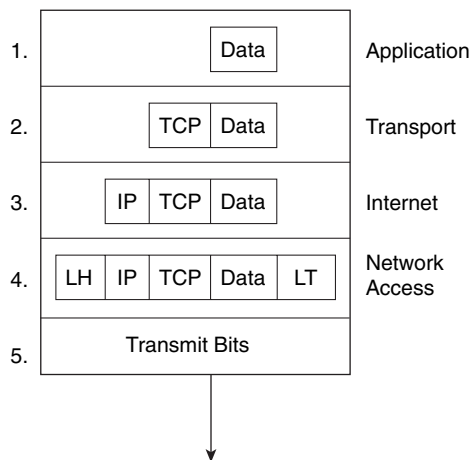 1. Data Application
2. TCP Data Transport
3. IP TCP Data Internet
4. LH IP TCP Data LT Network Access
5. Transmit Bits